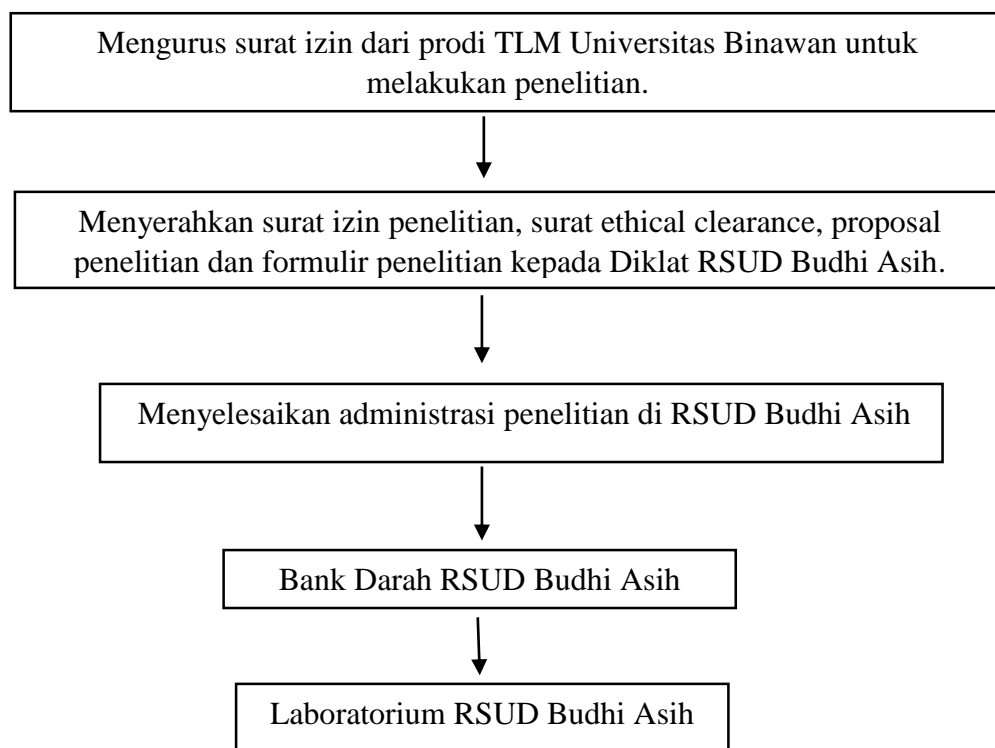 Mengurus surat izin dari prodi TLM Universitas Binawan untuk
melakukan penelitian.
Menyerahkan surat izin penelitian, surat ethical clearance, proposal
penelitian dan formulir penelitian kepada Diklat RSUD Budhi Asih.
Menyelesaikan administrasi penelitian di RSUD Budhi Asih
Bank Darah RSUD Budhi Asih
Laboratorium RSUD Budhi Asih